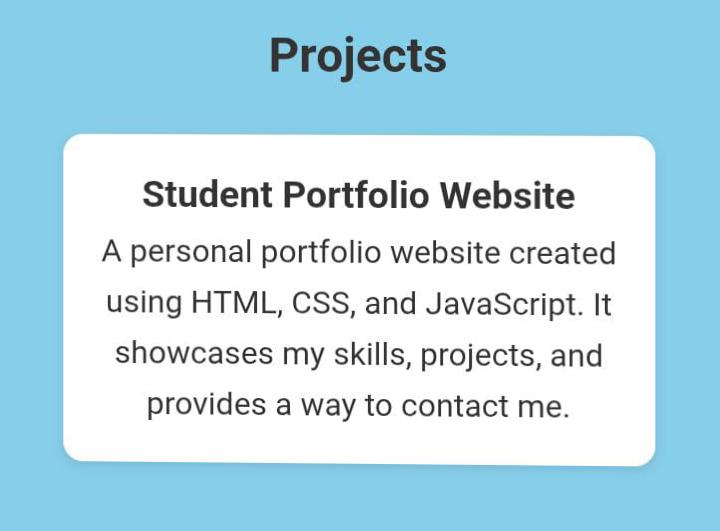 Projects
Student Portfolio Website
A personal portfolio website created
using HTML, CSS, and JavaScript. It
showcases my skills, projects, and
provides a way to contact me.